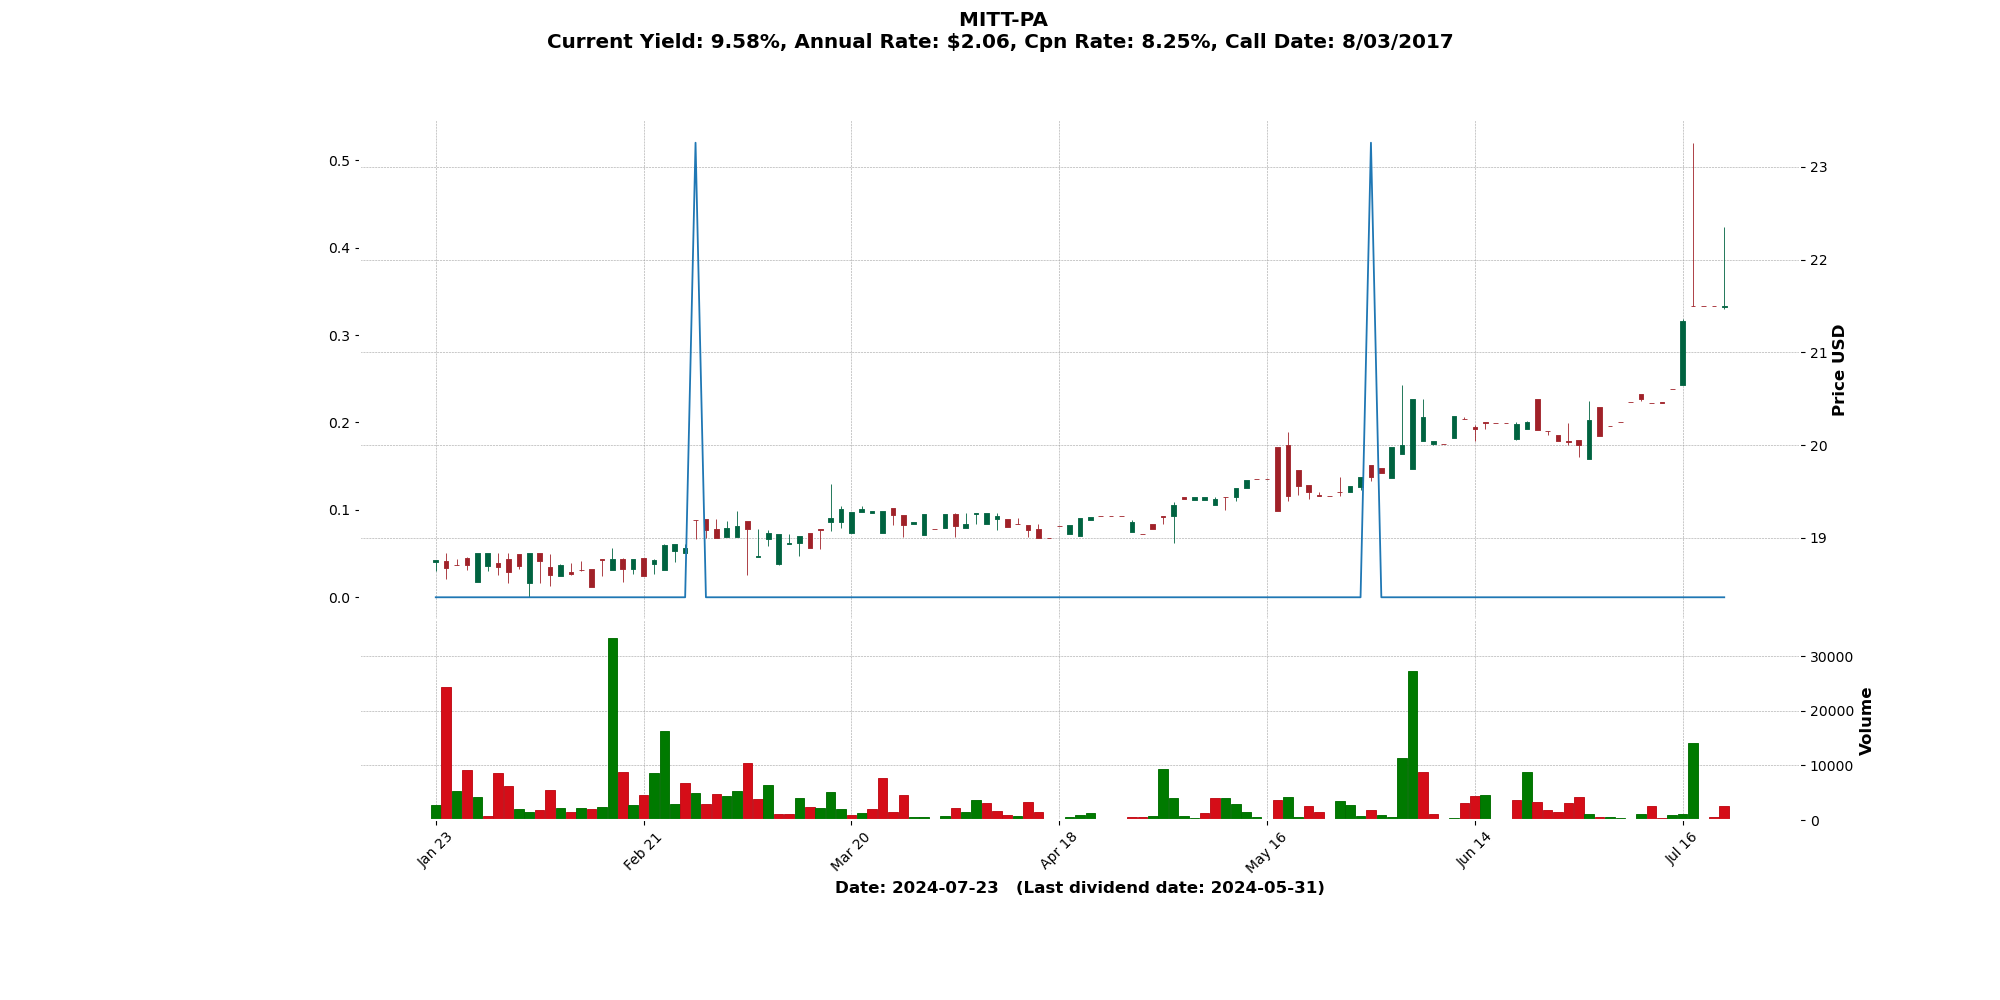 MITT-PA
Current Yield: 9.58%, Annual Rate: $2.06, Cpn Rate: 8.25%, Call Date: 8/03/2017
0.5
0.4
0.3
0.2
0.1
0.0
23
22
21
20
19
Price USD
30000
20000
10000
0
Volume
Jan 23
Feb 21
Mar 20
Apr 18
May 16
Jun 14
Jul 16
Date: 2024-07-23   (Last dividend date: 2024-05-31)